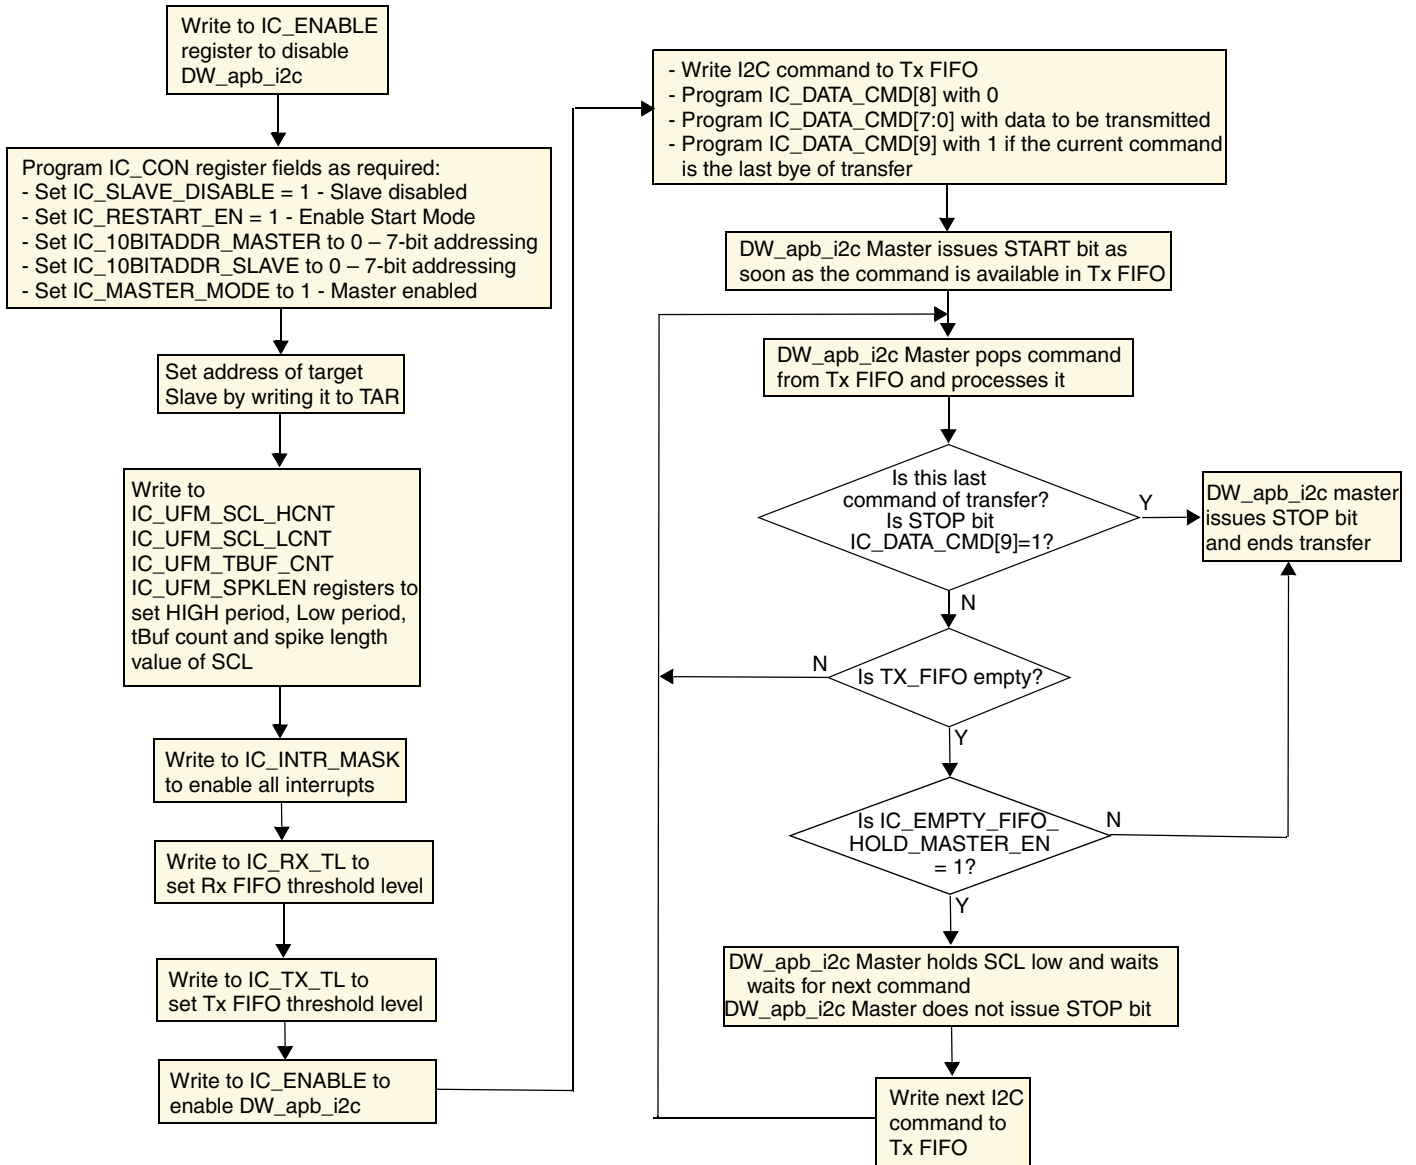 Write to IC_ENABLE
register to disable
DW_apb_i2c
Program IC_CON register fields as required:
- Set IC_SLAVE_DISABLE = 1 - Slave disabled
- Set IC_RESTART_EN = 1 - Enable Start Mode
- Set IC_10BITADDR_MASTER to 0 – 7-bit addressing
- Set IC_10BITADDR_SLAVE to 0 – 7-bit addressing
- Set IC_MASTER_MODE to 1 - Master enabled
Set address of target
Slave by writing it to TAR
Write to
IC_UFM_SCL_HCNT
IC_UFM_SCL_LCNT
IC_UFM_TBUF_CNT
IC_UFM_SPKLEN registers to
set HIGH period, Low period,
tBuf count and spike length
value of SCL
Write to IC_INTR_MASK
to enable all interrupts
Write to IC_RX_TL to
set Rx FIFO threshold level
Write to IC_TX_TL to
set Tx FIFO threshold level
Write to IC_ENABLE to
enable DW_apb_i2c
- Write I2C command to Tx FIFO
- Program IC_DATA_CMD[8] with 0
- Program IC_DATA_CMD[7:0] with data to be transmitted
- Program IC_DATA_CMD[9] with 1 if the current command
is the last bye of transfer
DW_apb_i2c Master issues START bit as
soon as the command is available in Tx FIFO
DW_apb_i2c Master pops command
from Tx FIFO and processes it
Is this last
command of transfer?
Is STOP bit
IC_DATA_CMD[9]=1?
Y
DW_apb_i2c master
issues STOP bit
and ends transfer
N
Is TX_FIFO empty?
N
Y
Is IC_EMPTY_FIFO_
HOLD_MASTER_EN
= 1?
N
Y
DW_apb_i2c Master holds SCL low and waits
waits for next command
DW_apb_i2c Master does not issue STOP bit
Write next I2C
command to
Tx FIFO